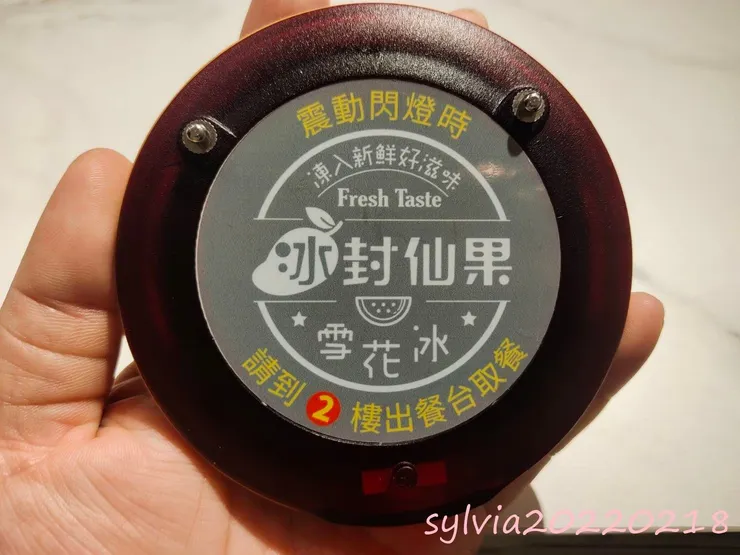 震動閃燈時
凍入新鮮好滋味
Fresh Taste
冰封仙果
雪花冰
請到2樓出餐台取餐
sylvia20220218